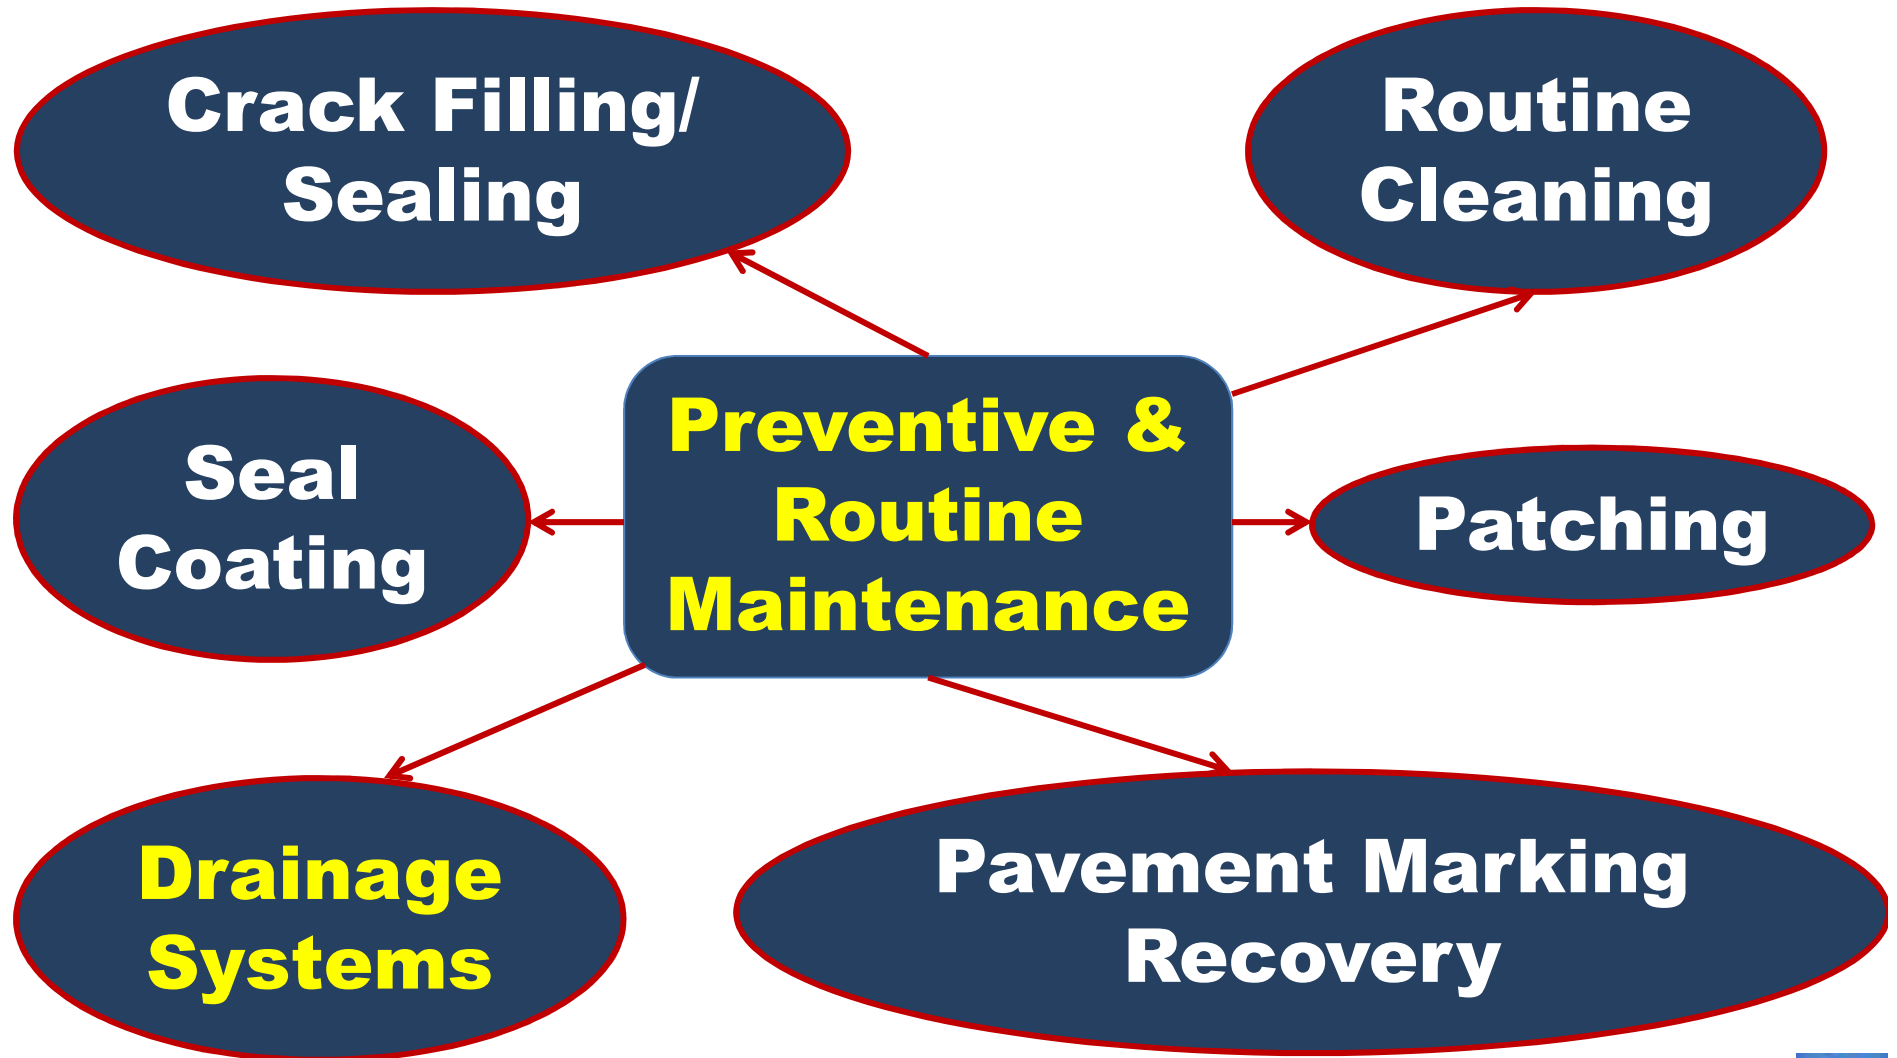 Crack Filling/
Sealing
Routine
Cleaning
Preventive &
Routine
Maintenance
Seal
Coating
Patching
Drainage
Systems
Pavement Marking
Recovery